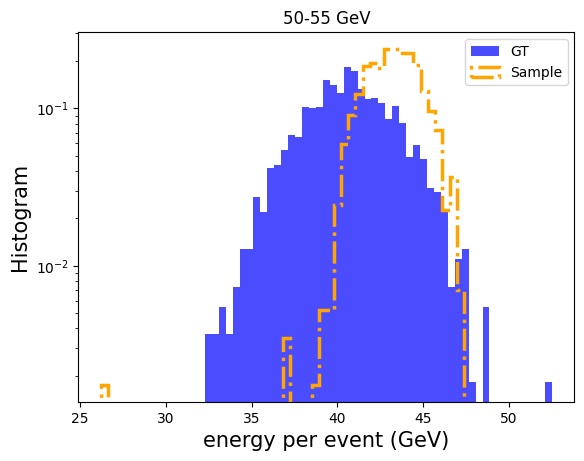 50-55 GeV
GT
Sample
Histogram
10⁻¹
10⁻²
25 30 35 40 45 50
energy per event (GeV)